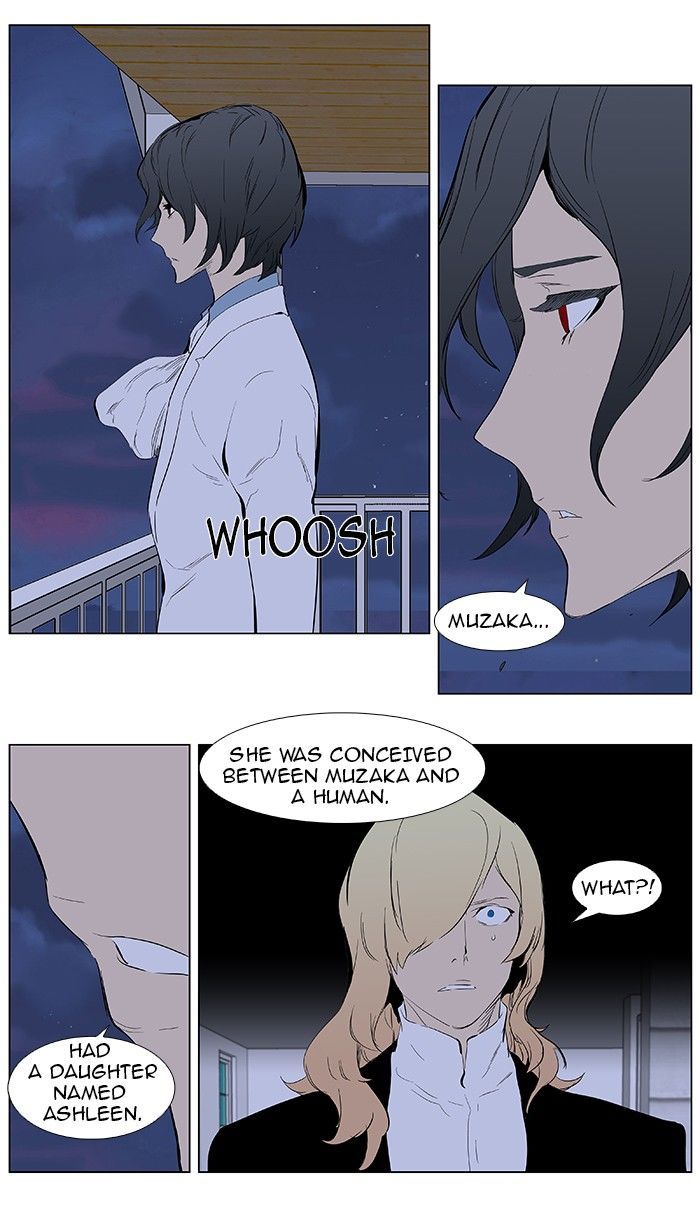 WHOOSH
MUZAKA...
HAD
A DAUGHTER
NAMED
ASHLEEN.
SHE WAS CONCEIVED
BETWEEN MUZAKA AND
A HUMAN.
WHAT?!